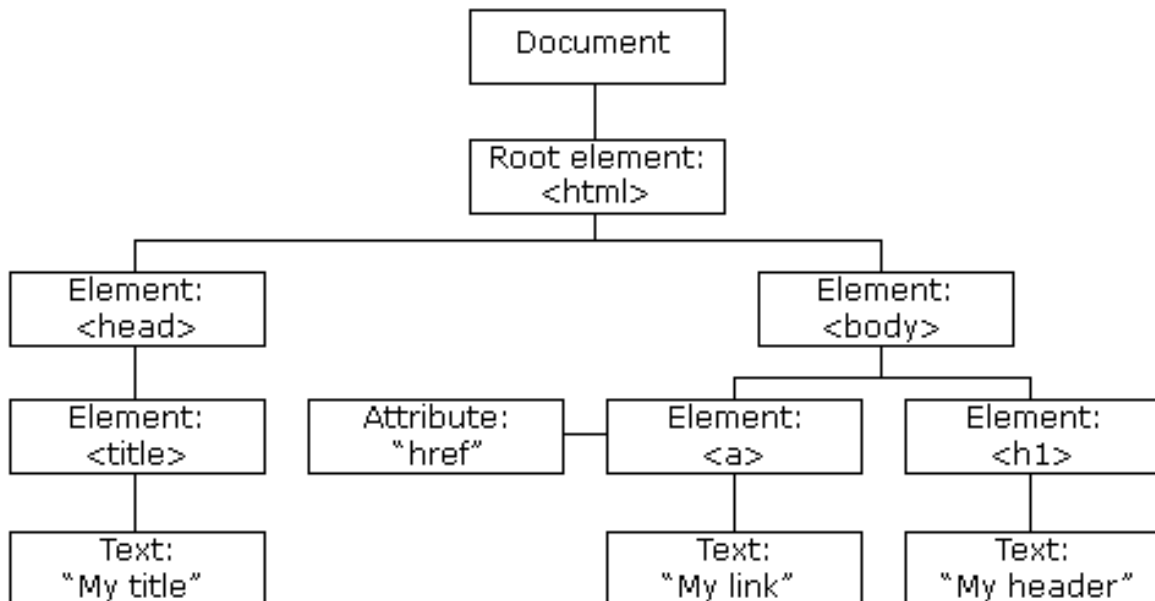 Document
Root element:
<html>
Element:
<head>
Element:
<body>
Element:
<title>
Attribute:
“href”
Element:
<a>
Element:
<h1>
Text:
“My title”
Text:
“My link”
Text:
“My header”